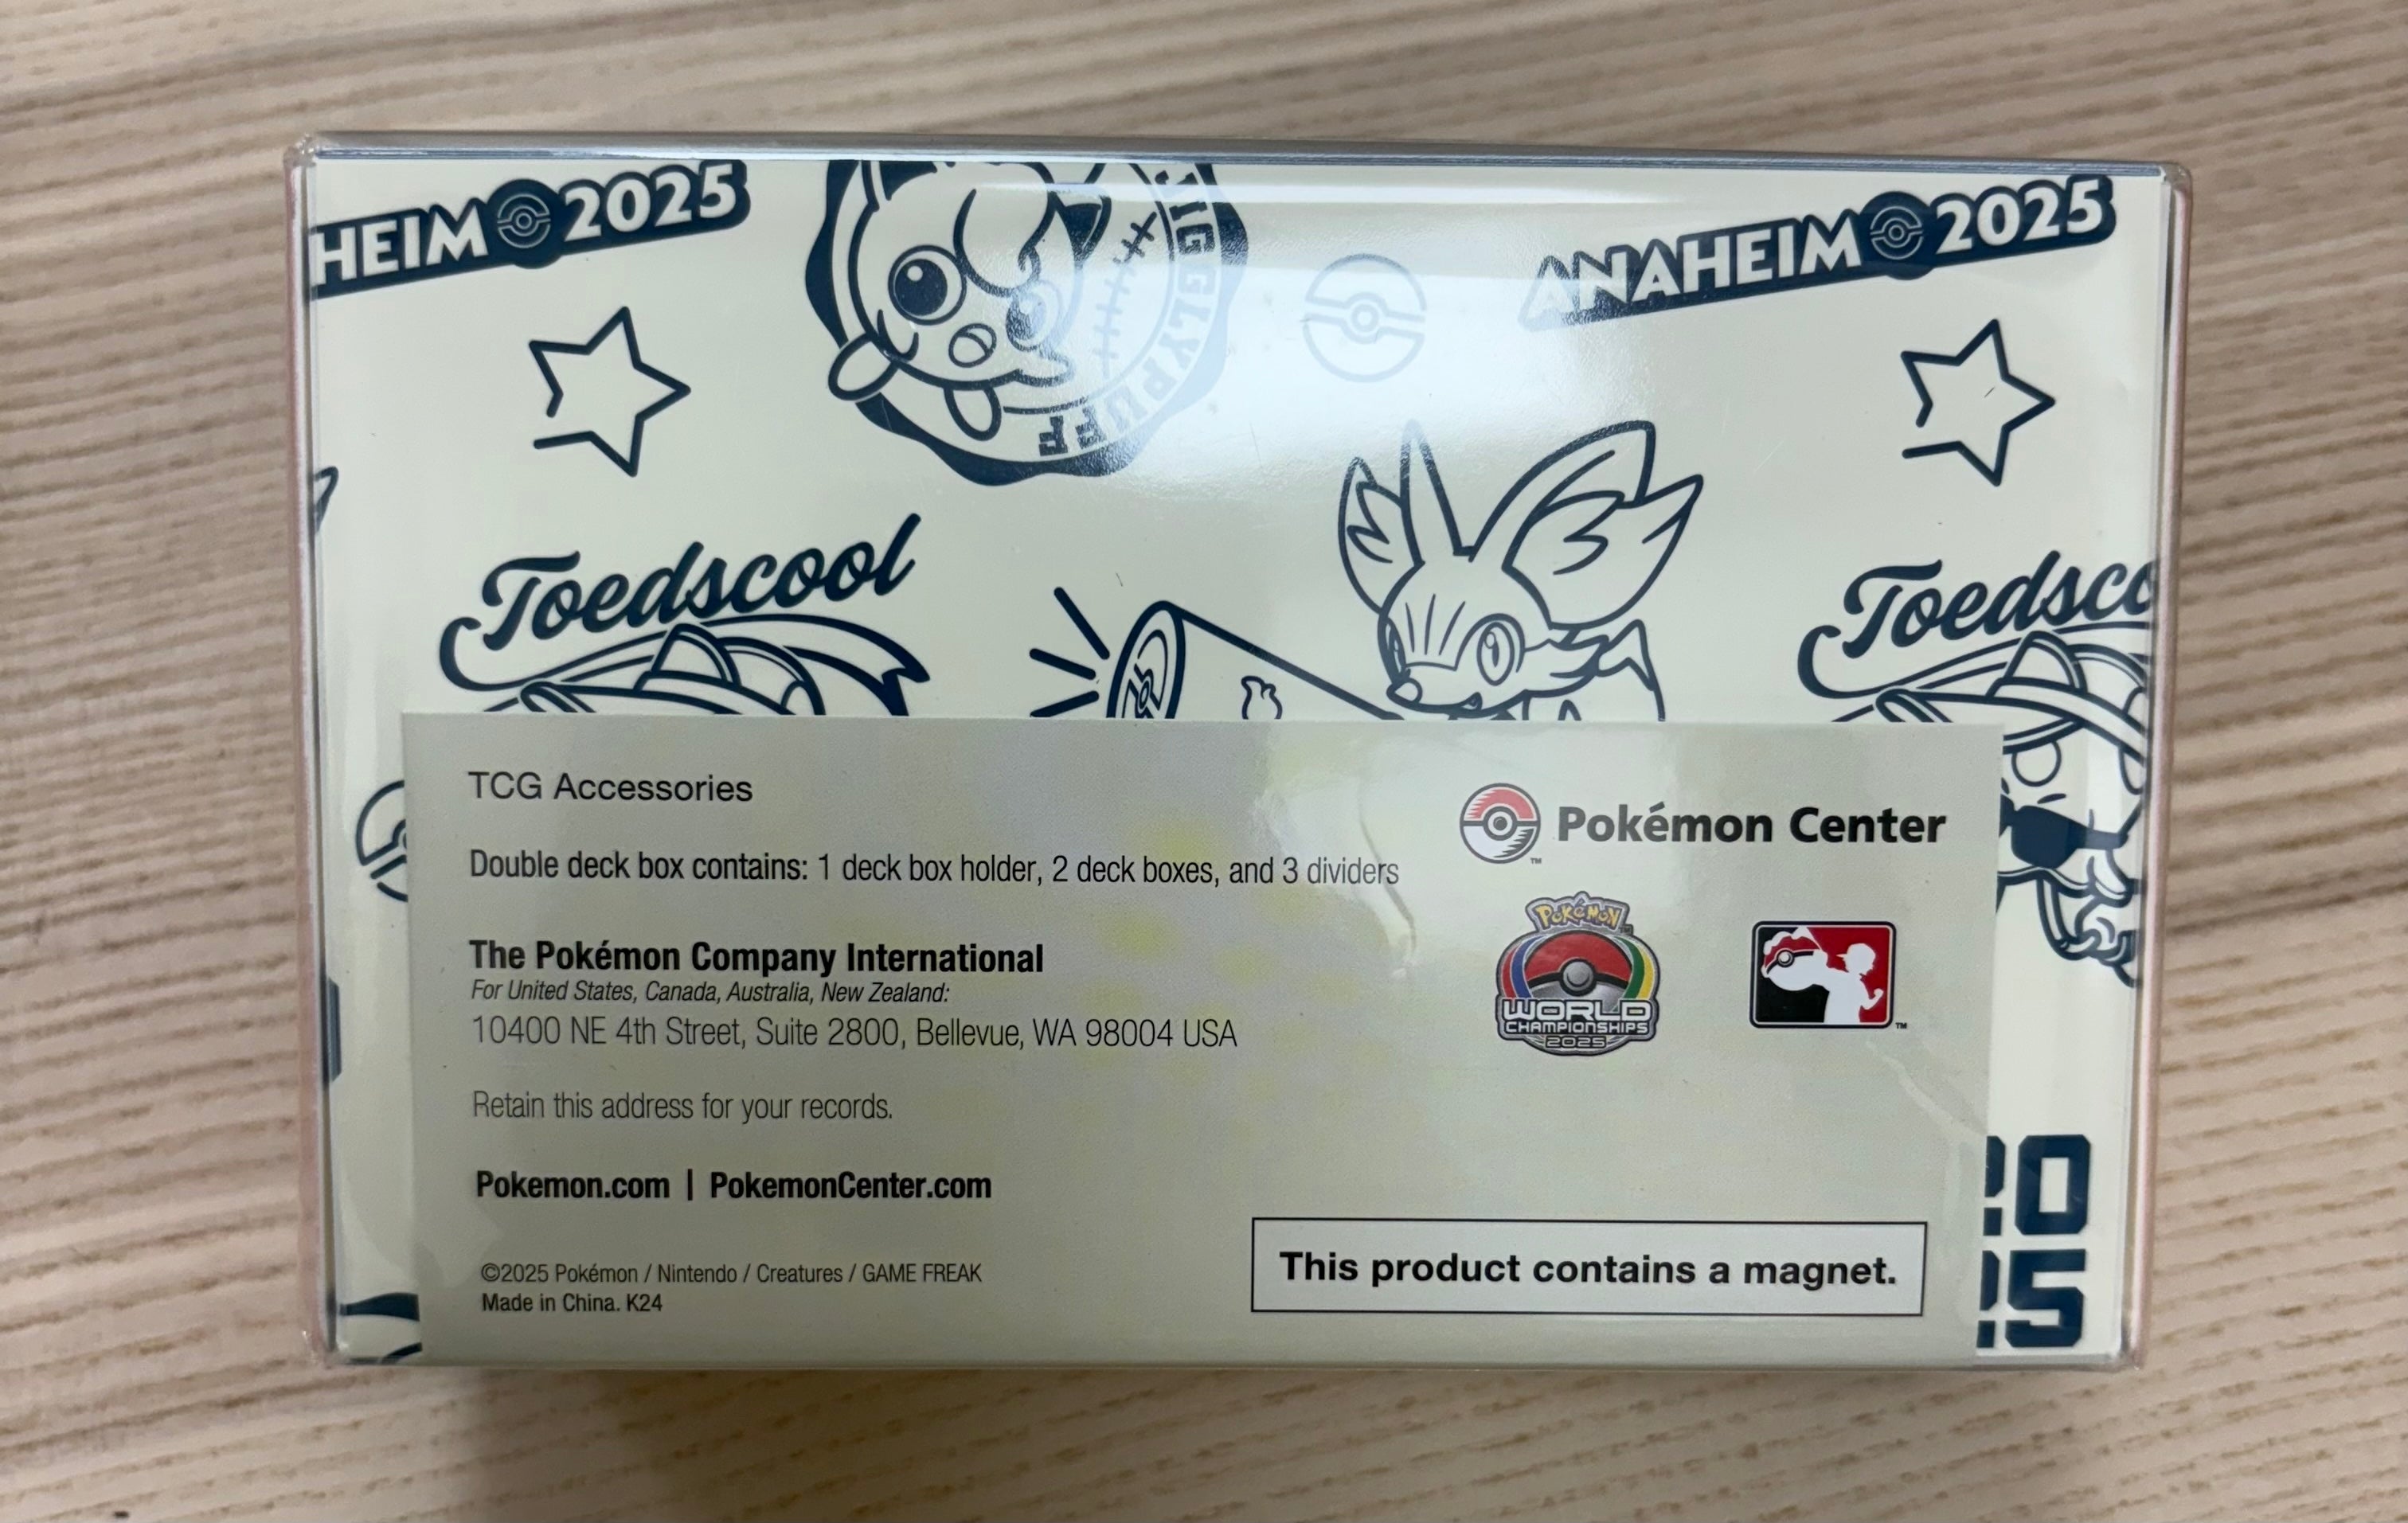 HEIM 2025
JIGGLYPUFF
ANAHEIM 2025
Toedscool
Toedsco
TCG Accessories
Pokémon Center
Double deck box contains: 1 deck box holder, 2 deck boxes, and 3 dividers
POKéMON
WORLD
CHAMPIONSHIPS
2025
The Pokémon Company International
For United States, Canada, Australia, New Zealand:
10400 NE 4th Street, Suite 2800, Bellevue, WA 98004 USA
Retain this address for your records.
Pokemon.com | PokemonCenter.com
©2025 Pokémon / Nintendo / Creatures / GAME FREAK
Made in China. K24
This product contains a magnet.